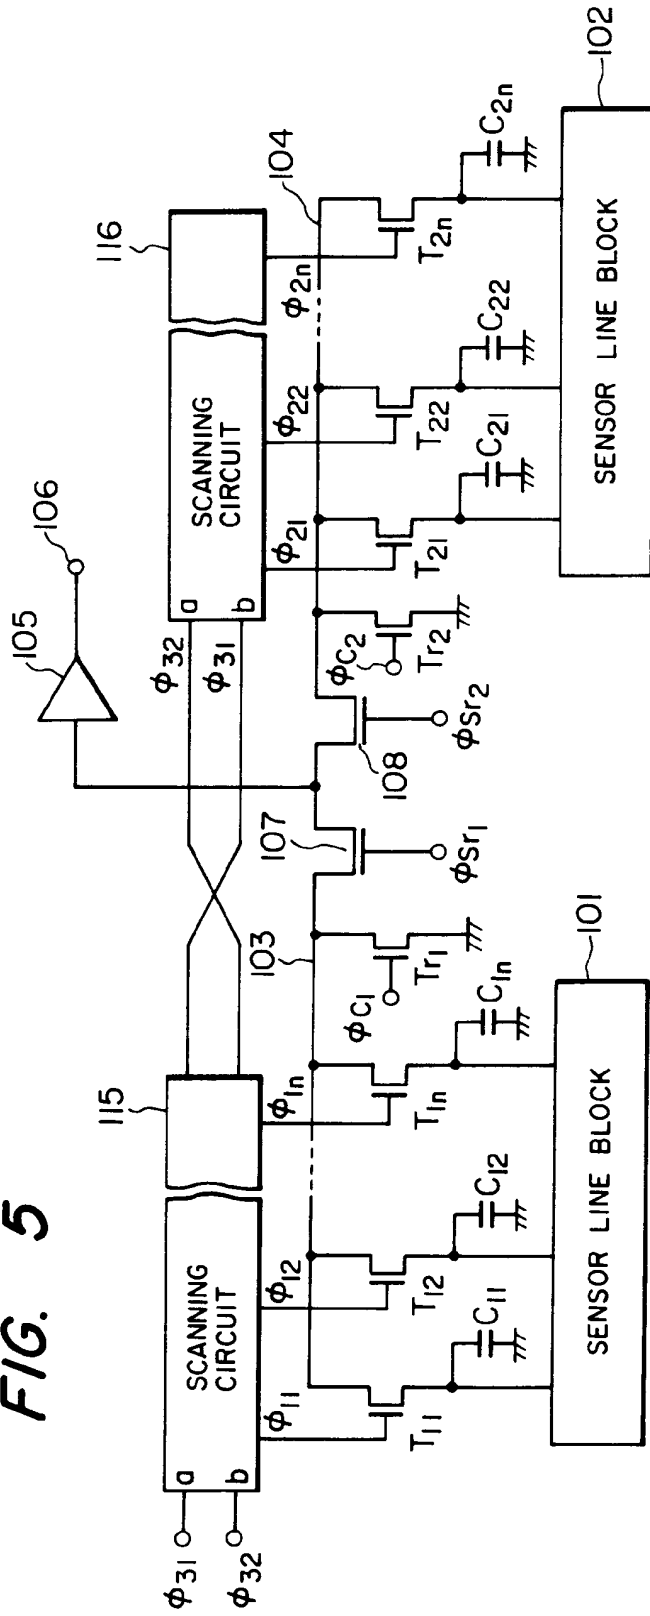 FIG. 5
106
105
116
104
115
103
107
108
SCANNING
CIRCUIT
a
b
ϕ31
ϕ32
ϕ11
ϕ12
ϕ1n
SCANNING
CIRCUIT
a
b
ϕ32
ϕ31
ϕ21
ϕ22
ϕ2n
T11
T12
T1n
Tr1
ϕC1
ϕSr1
ϕSr2
ϕC2
Tr2
T21
T22
T2n
C11
C12
C1n
C21
C22
C2n
101
SENSOR LINE BLOCK
102
SENSOR LINE BLOCK